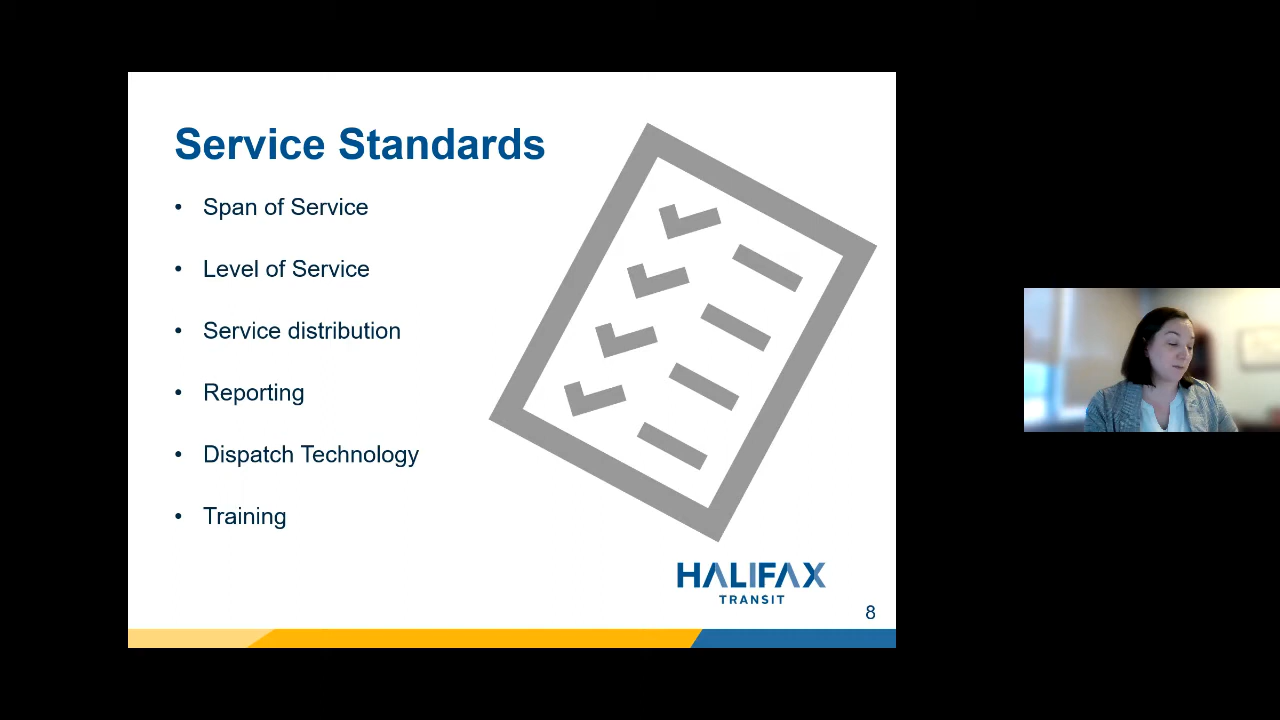 Service Standards
• Span of Service
• Level of Service
• Service distribution
• Reporting
• Dispatch Technology
• Training
HALIFAX
TRANSIT
8